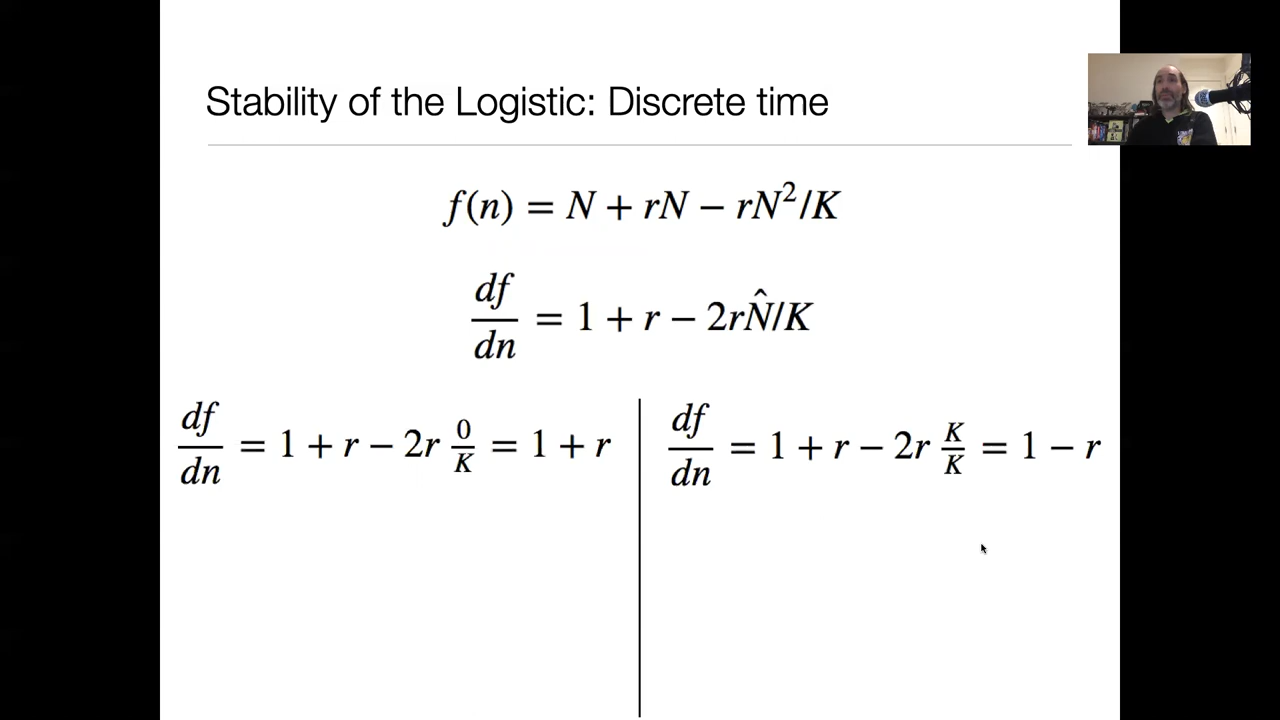 Stability of the Logistic: Discrete time
f(n) = N + rN − rN²/K
df/dn = 1 + r − 2rN̂/K
df/dn = 1 + r − 2r 0/K = 1 + r
df/dn = 1 + r − 2r K/K = 1 − r